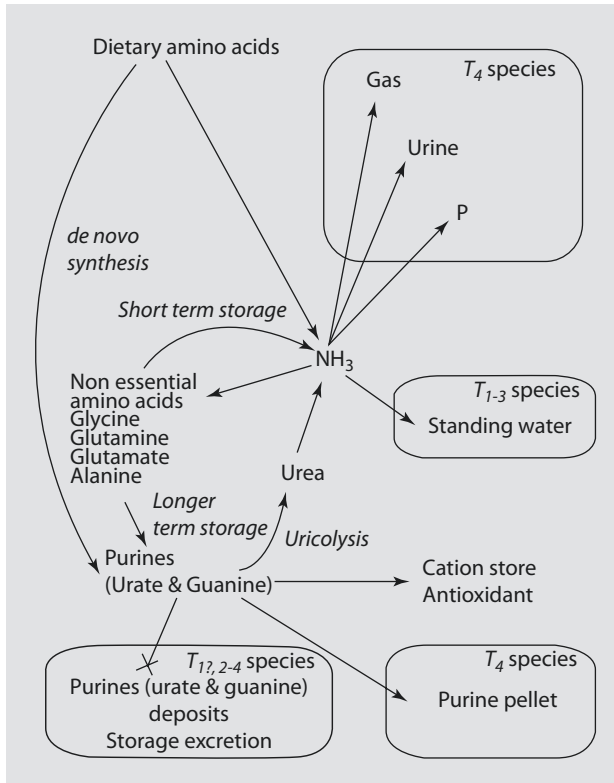 Dietary amino acids
T4 species
Gas
Urine
P
de novo
synthesis
Short term storage
NH3
Non essential
amino acids
Glycine
Glutamine
Glutamate
Alanine
T1-3 species
Standing water
Urea
Longer
term storage
Uricolysis
Purines
(Urate & Guanine)
Cation store
Antioxidant
T1?, 2-4 species
Purines (urate & guanine)
deposits
Storage excretion
T4 species
Purine pellet